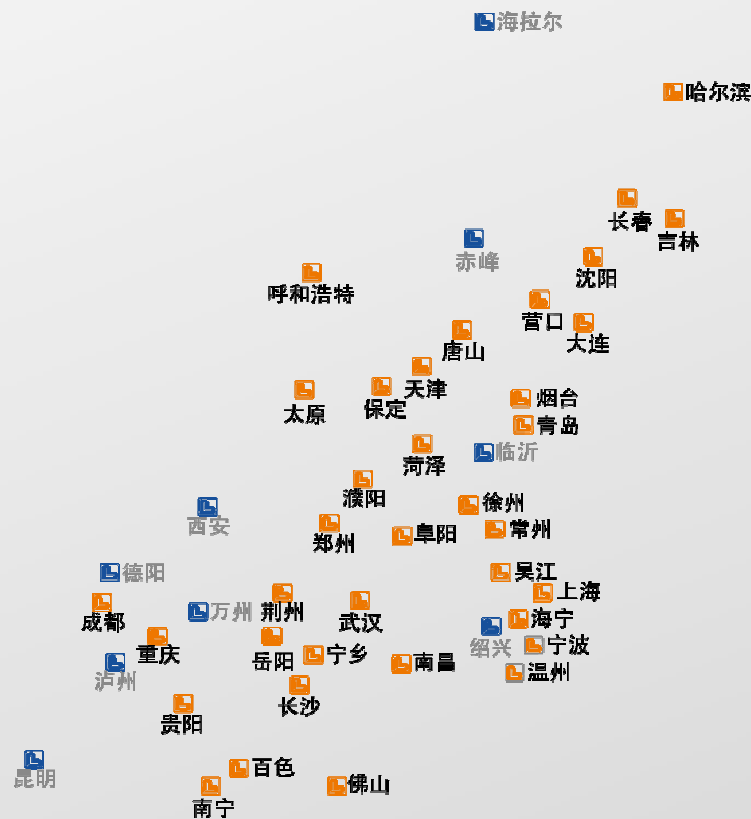 海拉尔
哈尔滨
长春
吉林
赤峰
沈阳
呼和浩特
营口
大连
唐山
天津
保定
太原
烟台
青岛
菏泽
临沂
濮阳
徐州
西安
郑州
阜阳
常州
德阳
吴江
上海
成都
万州
荆州
武汉
海宁
绍兴
宁波
重庆
岳阳
宁乡
南昌
温州
泸州
长沙
贵阳
昆明
百色
佛山
南宁